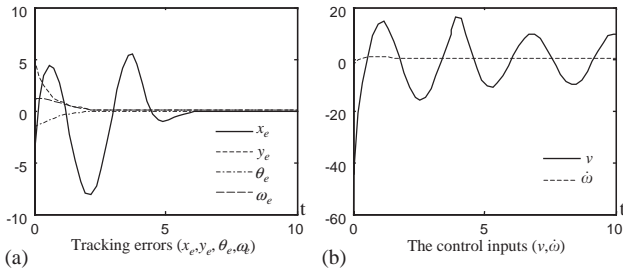 10
5
0
-5
-10
0
5
10
t
x_e
y_e
θ_e
ω_e
(a)
Tracking errors (x_e,y_e,θ_e,ω_e)
20
0
-20
-40
-60
0
5
10
t
v
ω̇
(b)
The control inputs (v,ω̇)